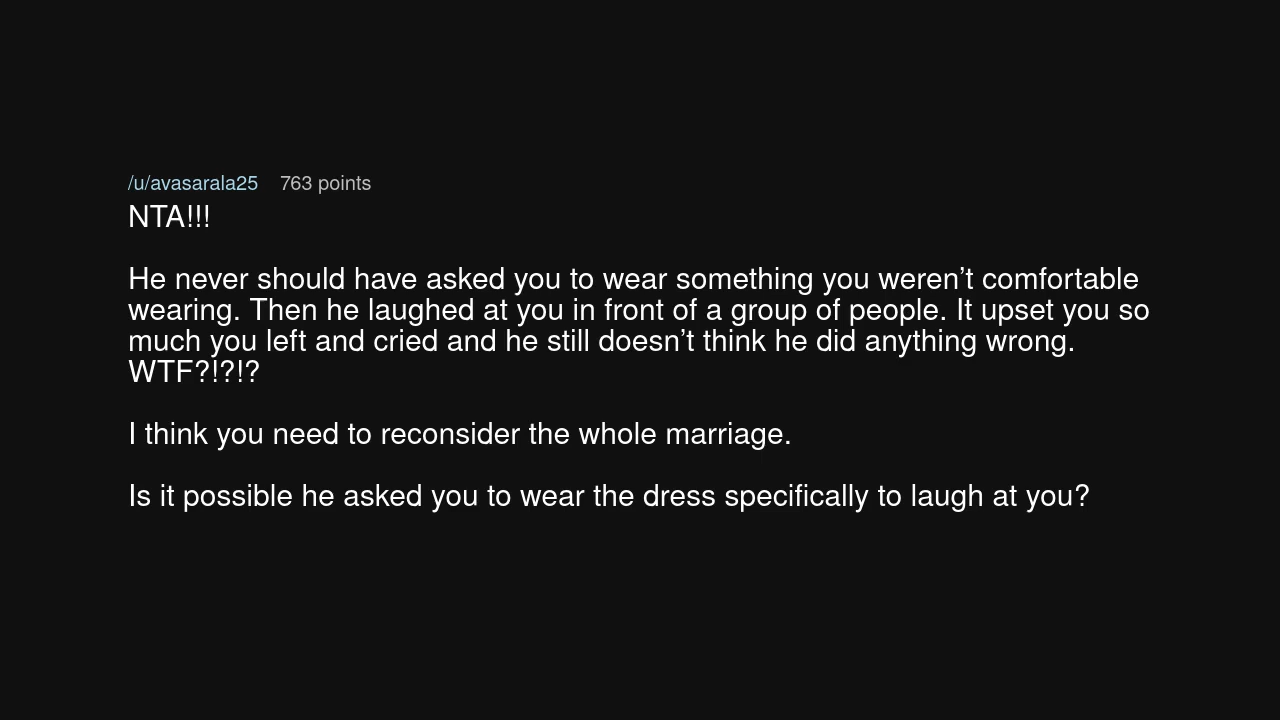 /u/avasarala25 763 points
NTA!!!
He never should have asked you to wear something you weren’t comfortable
wearing. Then he laughed at you in front of a group of people. It upset you so
much you left and cried and he still doesn’t think he did anything wrong.
WTF?!?!?
I think you need to reconsider the whole marriage.
Is it possible he asked you to wear the dress specifically to laugh at you?